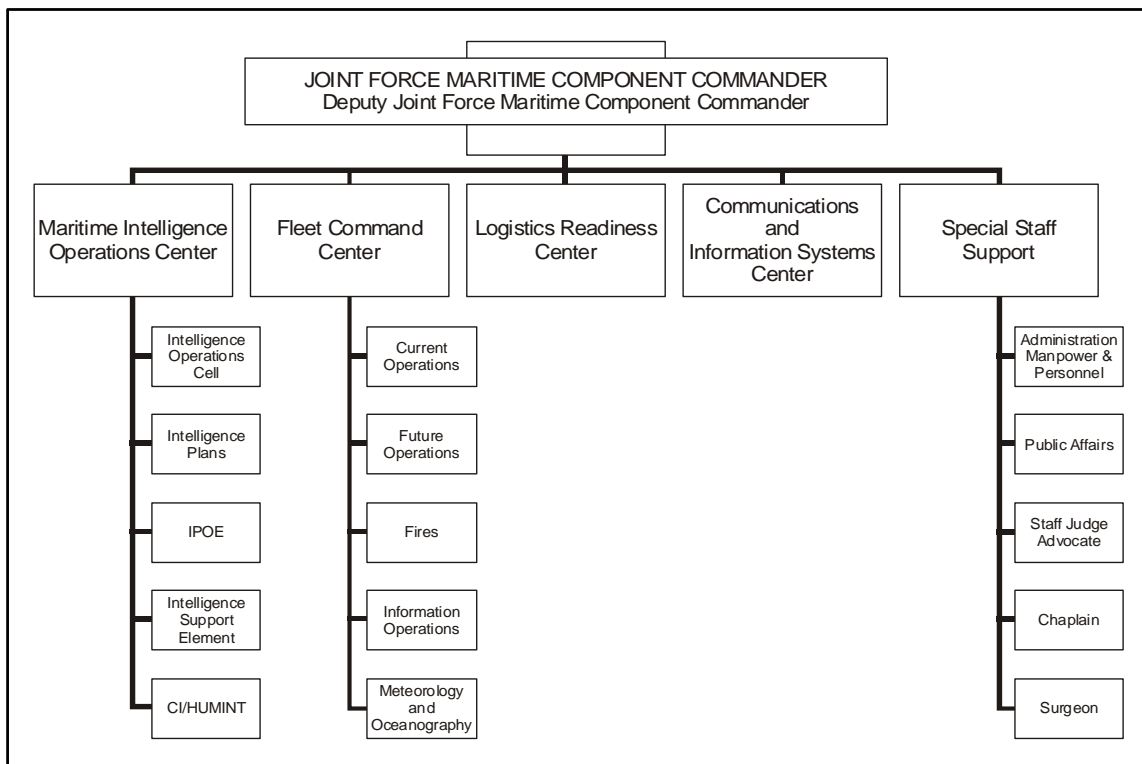 JOINT FORCE MARITIME COMPONENT COMMANDER
Deputy Joint Force Maritime Component Commander
Maritime Intelligence
Operations Center
Fleet Command
Center
Logistics Readiness
Center
Communications
and
Information Systems
Center
Special Staff
Support
Intelligence
Operations
Cell
Intelligence
Plans
IPOE
Intelligence
Support
Element
CI/HUMINT
Current
Operations
Future
Operations
Fires
Information
Operations
Meteorology
and
Oceanography
Administration
Manpower &
Personnel
Public Affairs
Staff Judge
Advocate
Chaplain
Surgeon